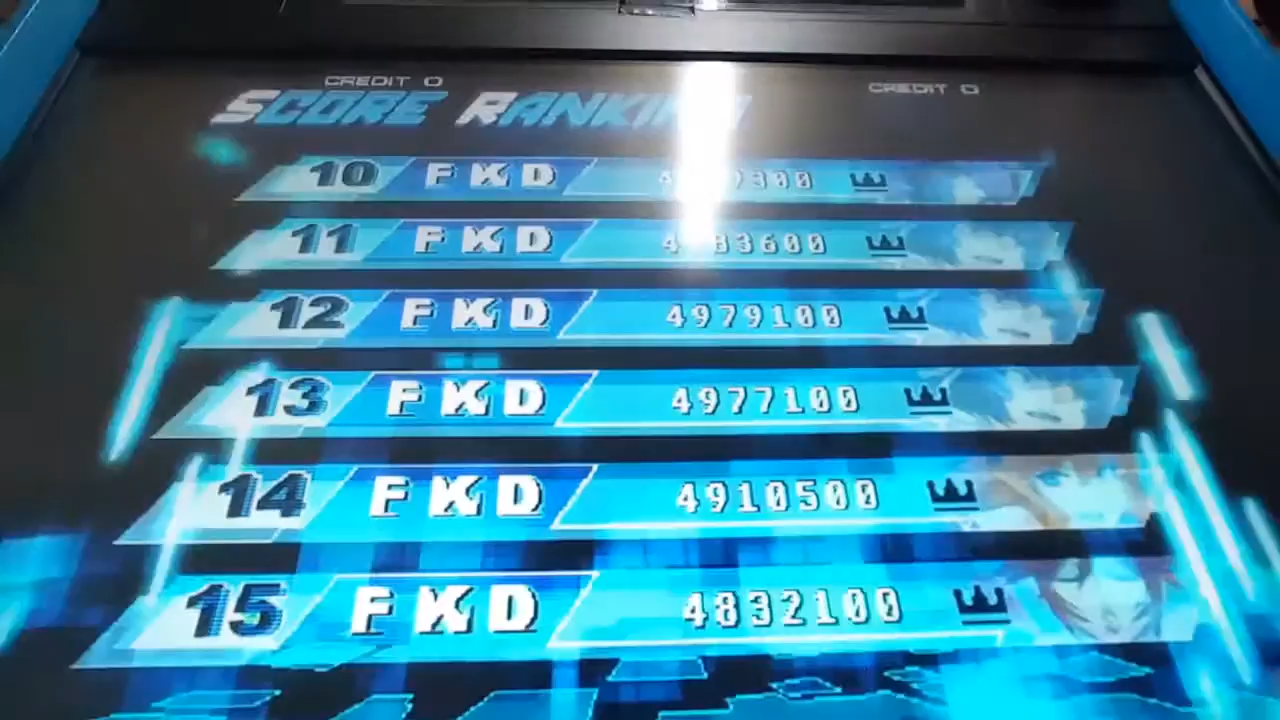 CREDIT 0 CREDIT 0
SCORE RANKING
10 FKD
11 FKD
12 FKD 4979100
13 FKD 4977100
14 FKD 4910500
15 FKD 4832100